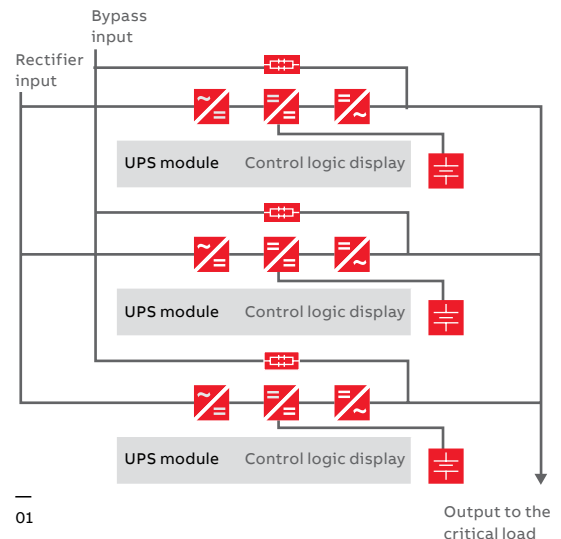 Bypass
input
Rectifier
input
UPS module Control logic display
UPS module Control logic display
UPS module Control logic display
01
Output to the
critical load